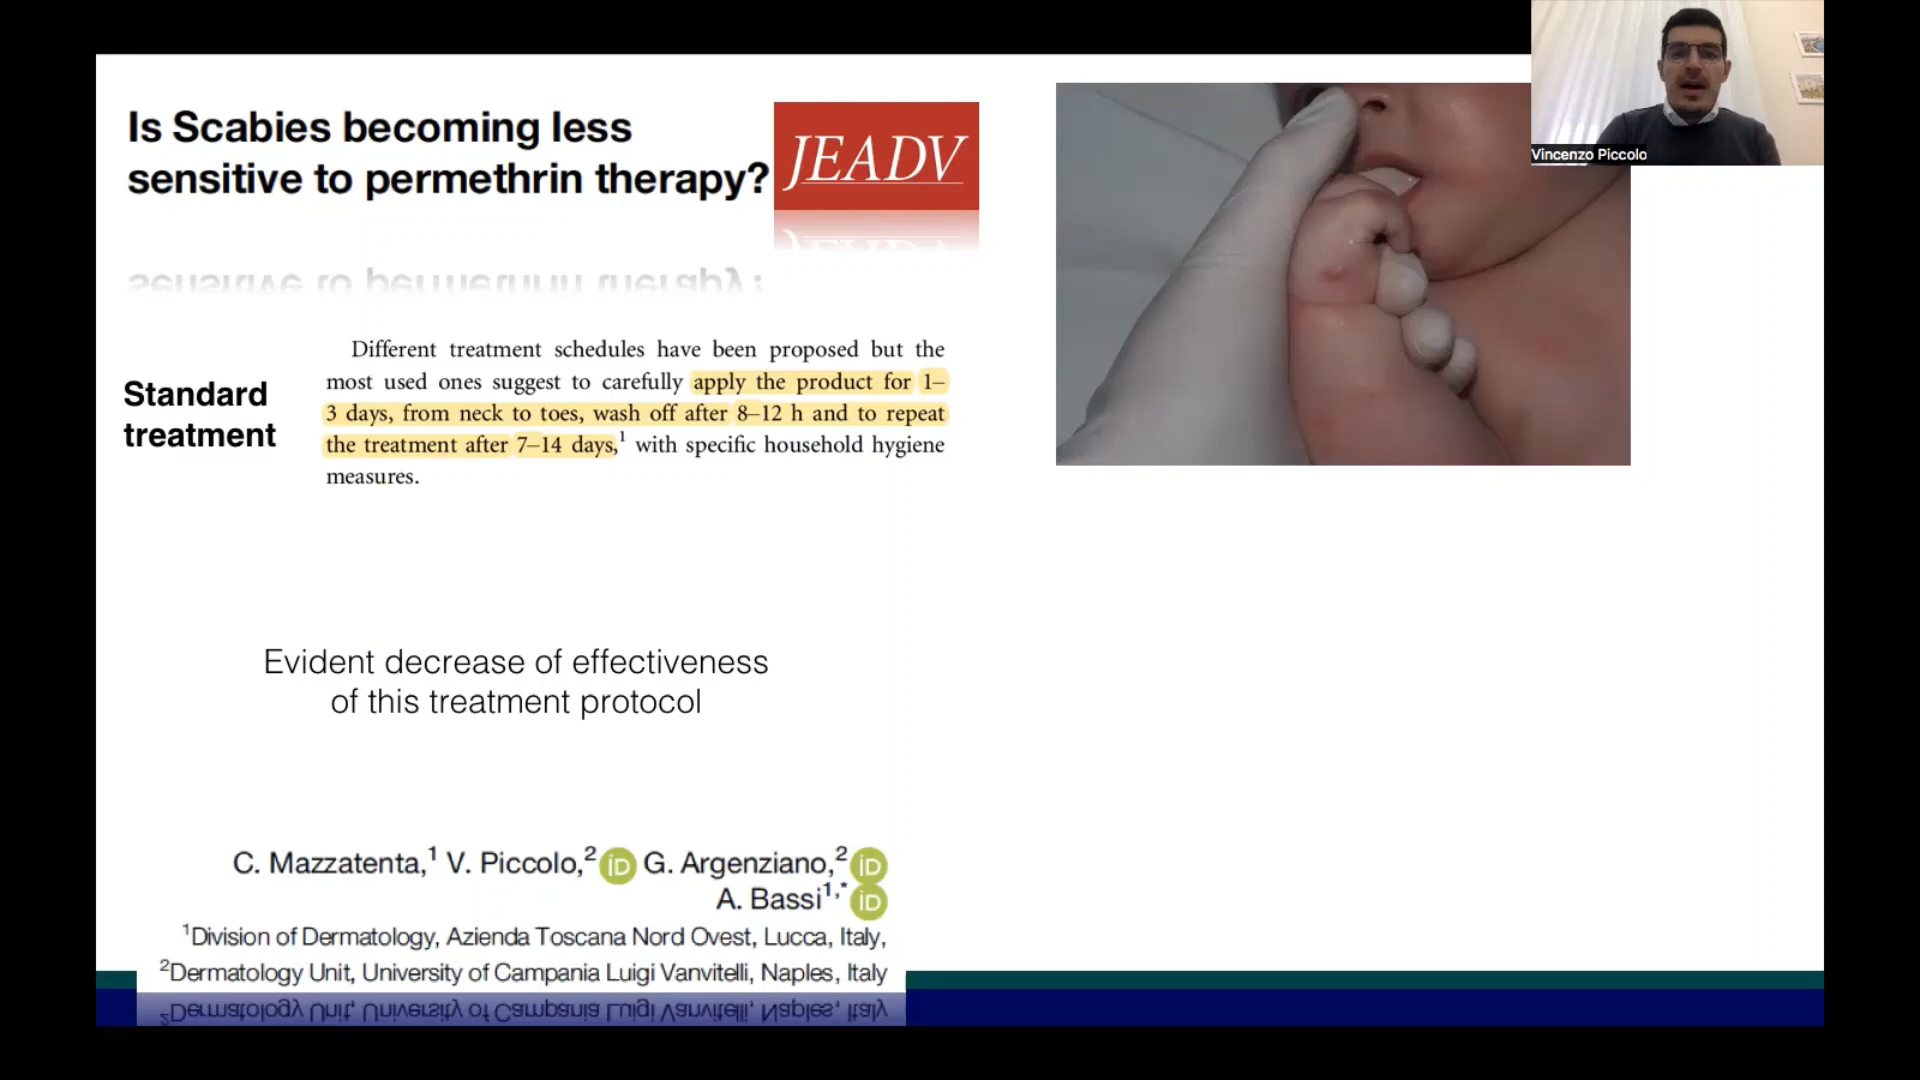 Is Scabies becoming less
sensitive to permethrin therapy?
JEADV
Vincenzo Piccolo
Standard
treatment
Different treatment schedules have been proposed but the
most used ones suggest to carefully apply the product for 1–
3 days, from neck to toes, wash off after 8–12 h and to repeat
the treatment after 7–14 days,¹ with specific household hygiene
measures.
Evident decrease of effectiveness
of this treatment protocol
C. Mazzatenta,¹ V. Piccolo,² iD G. Argenziano,² iD
A. Bassi¹,* iD
¹Division of Dermatology, Azienda Toscana Nord Ovest, Lucca, Italy,
²Dermatology Unit, University of Campania Luigi Vanvitelli, Naples, Italy